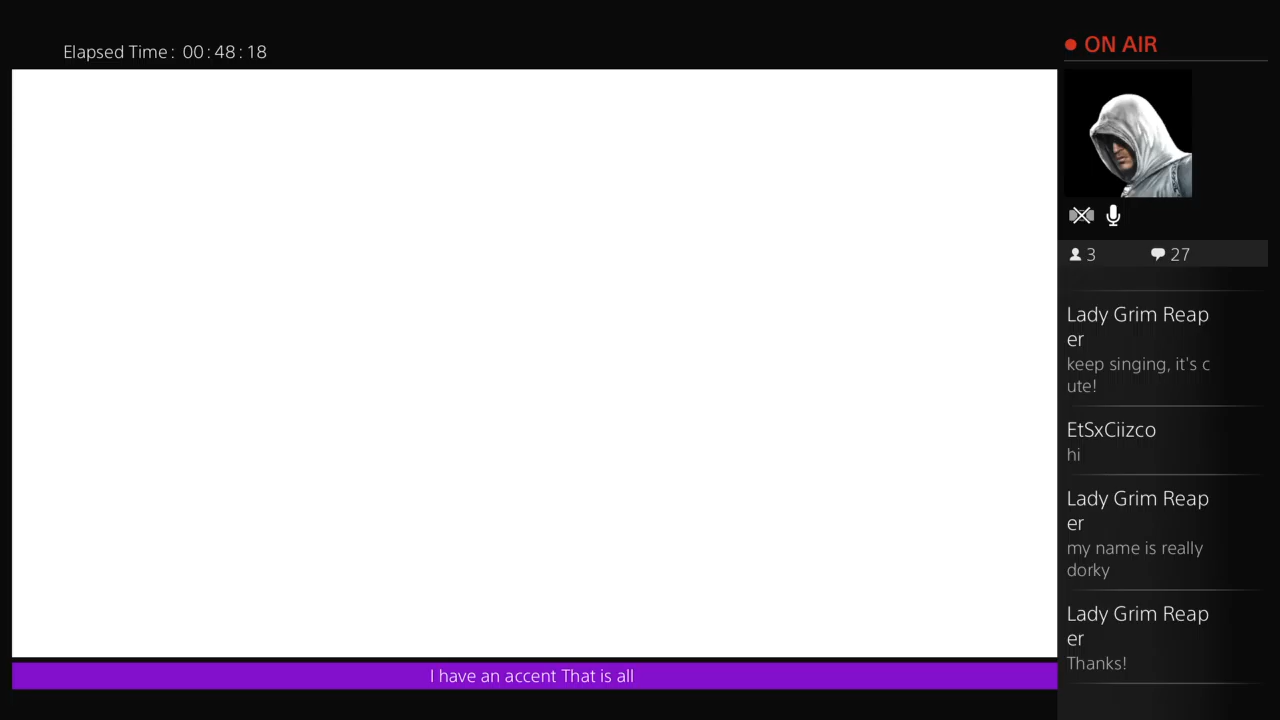 Elapsed Time: 00:48:18
ON AIR
3 27
Lady Grim Reap
er
keep singing, it's c
ute!
EtSxCiizco
hi
Lady Grim Reap
er
my name is really
dorky
Lady Grim Reap
er
Thanks!
I have an accent That is all